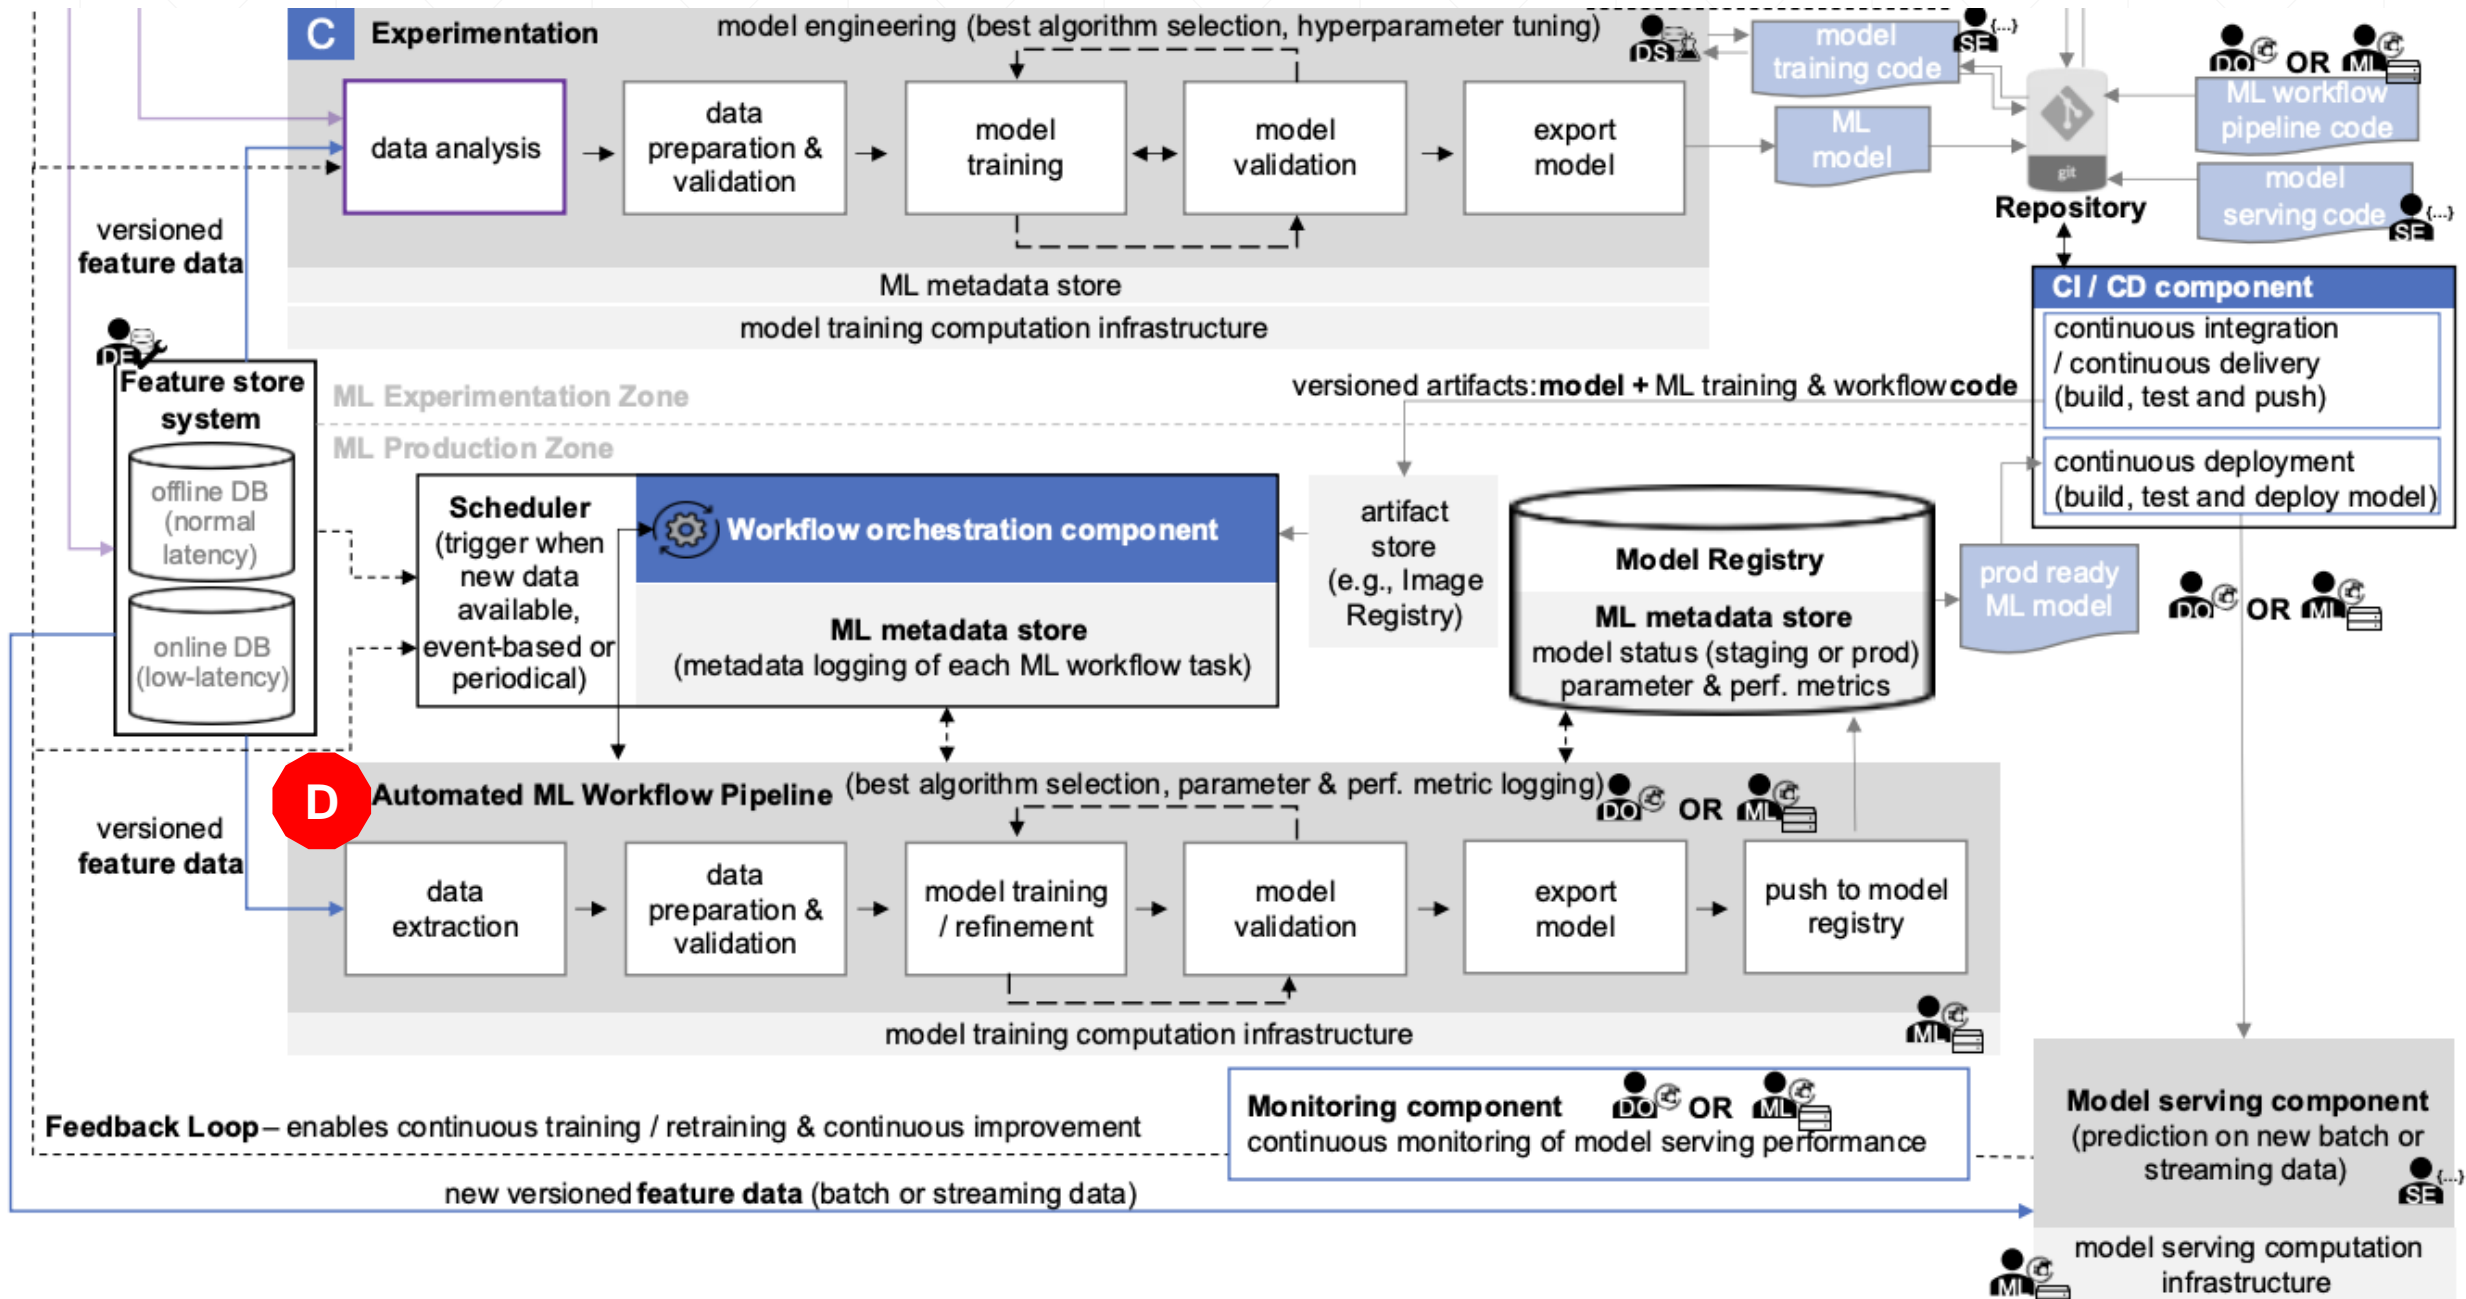 C
Experimentation
model engineering (best algorithm selection, hyperparameter tuning)
data analysis
data
preparation &
validation
model
training
model
validation
export
model
ML metadata store
model training computation infrastructure
DS
model
training code
SE
{...}
ML
model
git
Repository
DO
OR
ML
ML workflow
pipeline code
model
serving code
SE
{...}
versioned
feature data
DE
Feature store
system
offline DB
(normal
latency)
online DB
(low-latency)
ML Experimentation Zone
ML Production Zone
versioned artifacts: model + ML training & workflow code
CI / CD component
continuous integration
/ continuous delivery
(build, test and push)
continuous deployment
(build, test and deploy model)
Scheduler
(trigger when
new data
available,
event-based or
periodical)
Workflow orchestration component
ML metadata store
(metadata logging of each ML workflow task)
artifact
store
(e.g., Image
Registry)
Model Registry
ML metadata store
model status (staging or prod)
parameter & perf. metrics
prod ready
ML model
DO
OR
ML
D
Automated ML Workflow Pipeline
(best algorithm selection, parameter & perf. metric logging)
DO
OR
ML
versioned
feature data
data
extraction
data
preparation &
validation
model training
/ refinement
model
validation
export
model
push to model
registry
model training computation infrastructure
ML
Feedback Loop – enables continuous training / retraining & continuous improvement
Monitoring component
DO
OR
ML
continuous monitoring of model serving performance
new versioned feature data (batch or streaming data)
Model serving component
(prediction on new batch or
streaming data)
SE
{...}
model serving computation
infrastructure
ML